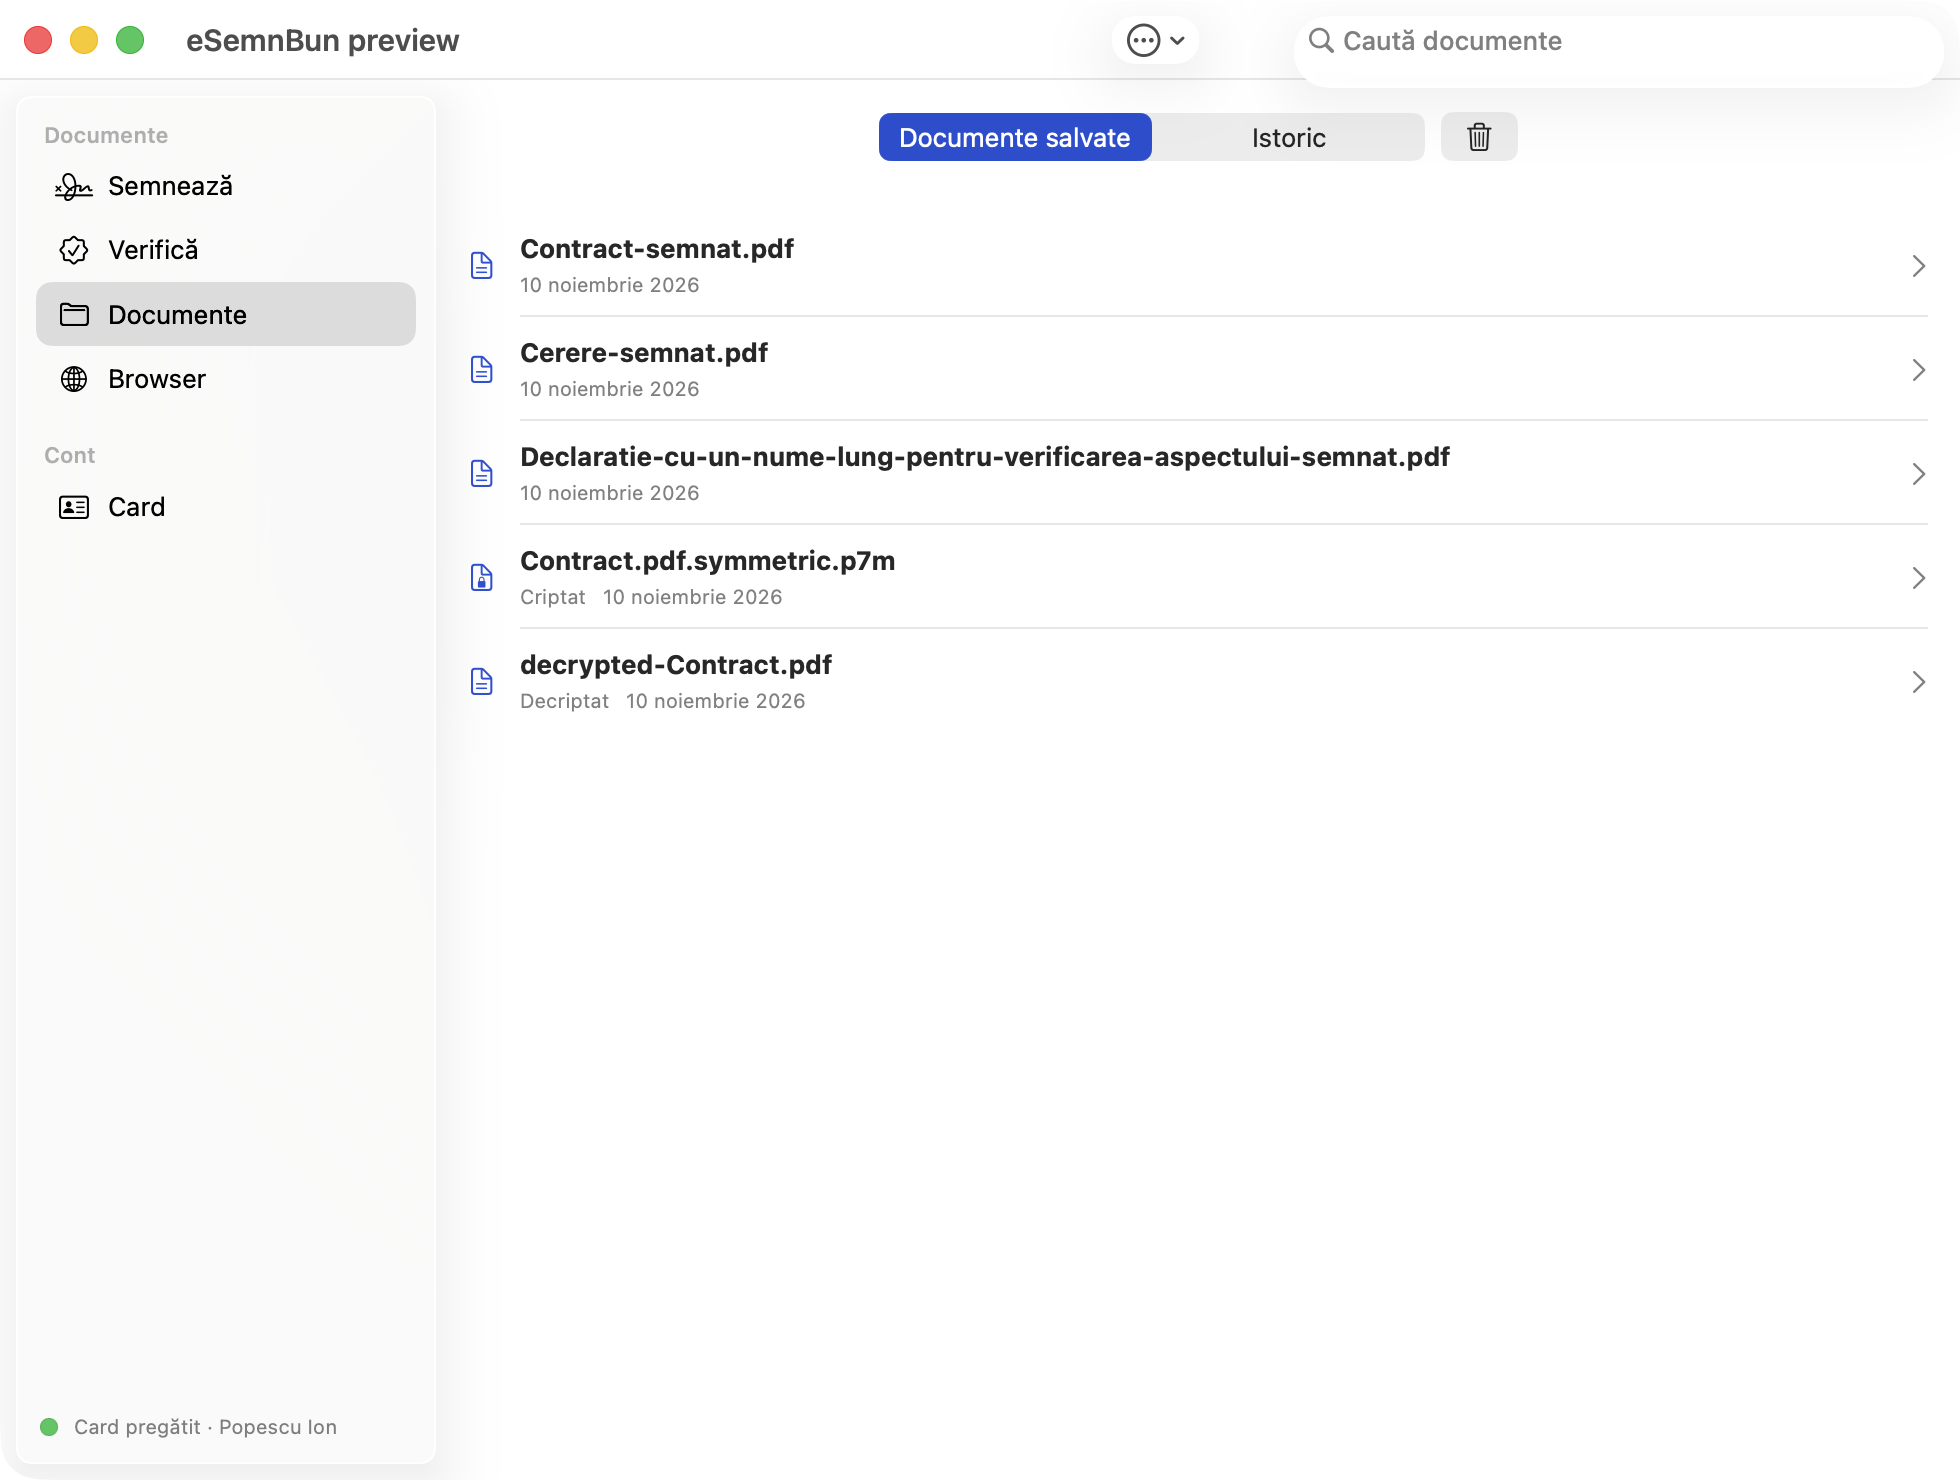 eSemnBun preview
Caută documente
Documente
Semnează
Verifică
Documente
Browser
Cont
Card
Card pregătit · Popescu Ion
Documente salvate
Istoric
Contract-semnat.pdf
10 noiembrie 2026
Cerere-semnat.pdf
10 noiembrie 2026
Declaratie-cu-un-nume-lung-pentru-verificarea-aspectului-semnat.pdf
10 noiembrie 2026
Contract.pdf.symmetric.p7m
Criptat 10 noiembrie 2026
decrypted-Contract.pdf
Decriptat 10 noiembrie 2026